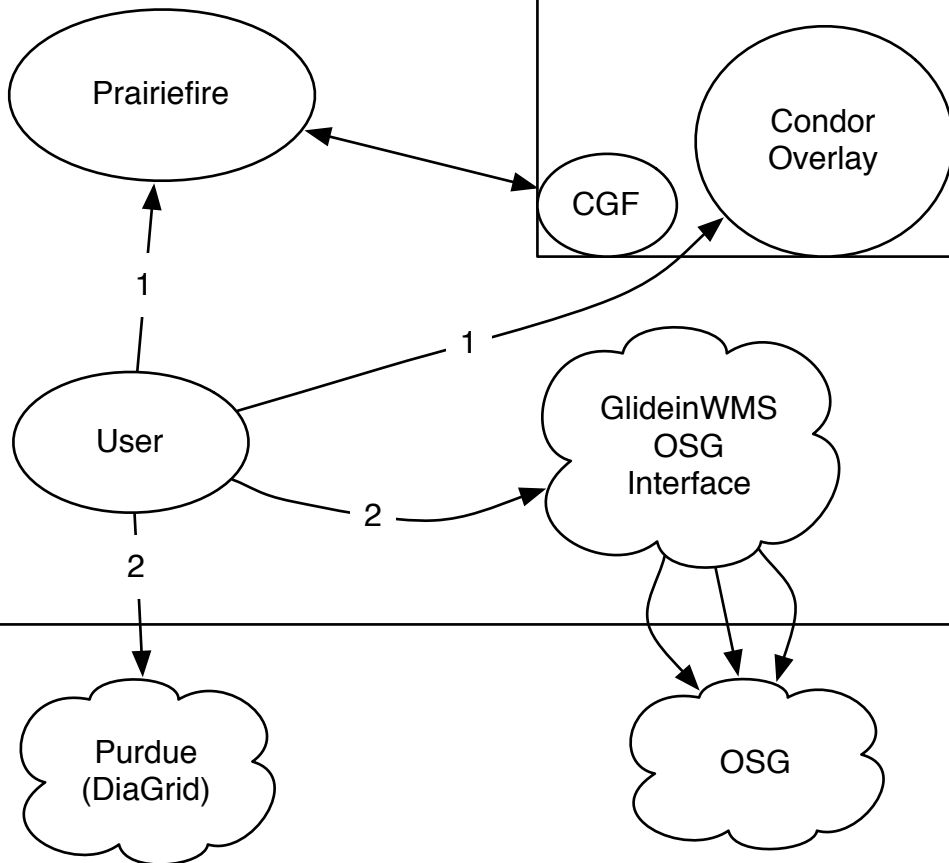 Prairiefire
Condor
Overlay
CGF
1
1
GlideinWMS
OSG
Interface
User
2
2
Purdue
(DiaGrid)
OSG